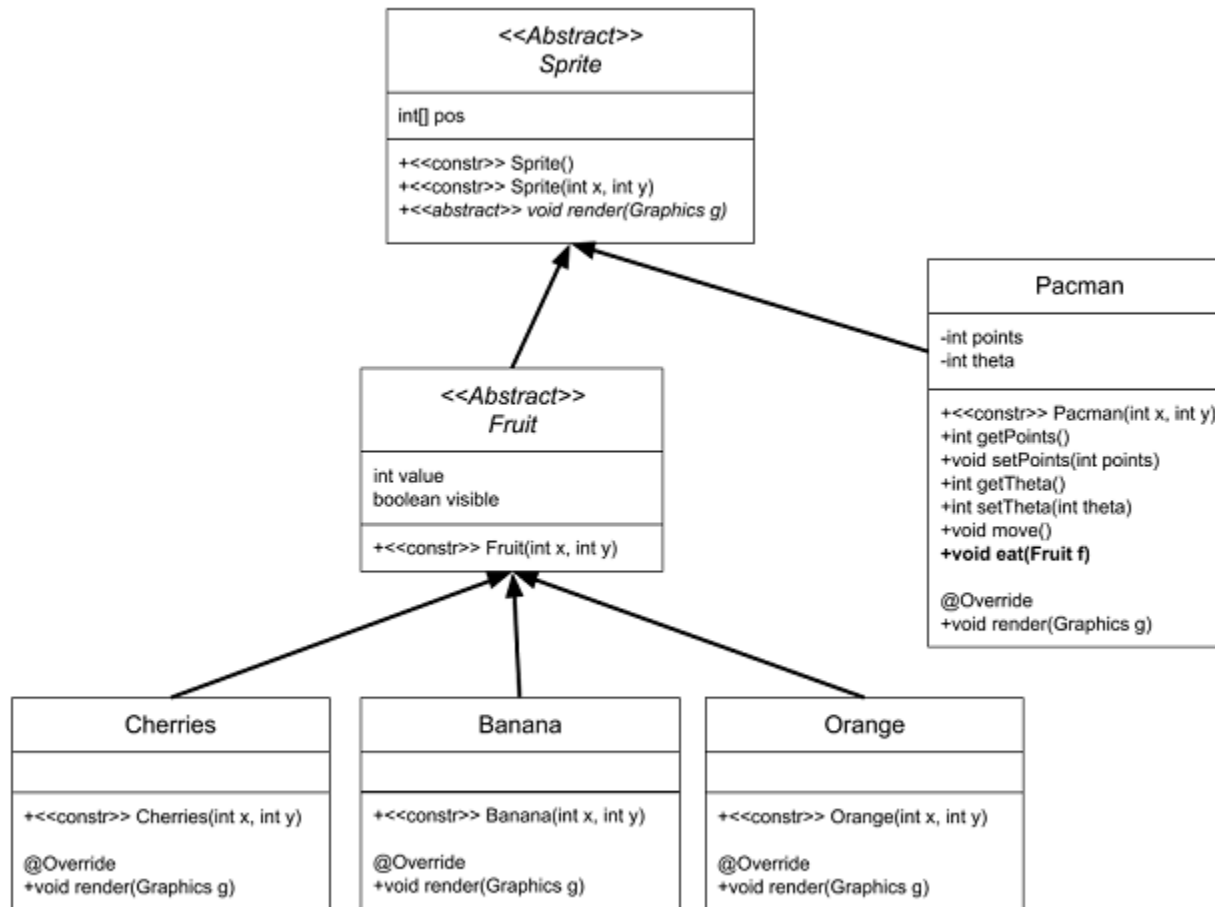 <<Abstract>>
Sprite
int[] pos
+<<constr>> Sprite()
+<<constr>> Sprite(int x, int y)
+<<abstract>> void render(Graphics g)
Pacman
-int points
-int theta
+<<constr>> Pacman(int x, int y)
+int getPoints()
+void setPoints(int points)
+int getTheta()
+int setTheta(int theta)
+void move()
+void eat(Fruit f)
@Override
+void render(Graphics g)
<<Abstract>>
Fruit
int value
boolean visible
+<<constr>> Fruit(int x, int y)
Cherries
+<<constr>> Cherries(int x, int y)
@Override
+void render(Graphics g)
Banana
+<<constr>> Banana(int x, int y)
@Override
+void render(Graphics g)
Orange
+<<constr>> Orange(int x, int y)
@Override
+void render(Graphics g)